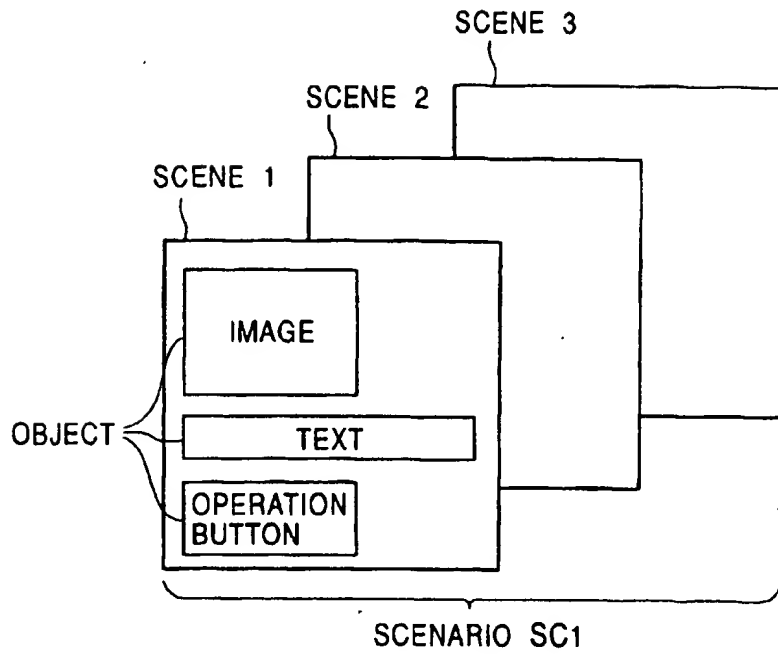 SCENE 3
SCENE 2
SCENE 1
IMAGE
OBJECT
TEXT
OPERATION
BUTTON
SCENARIO SC1